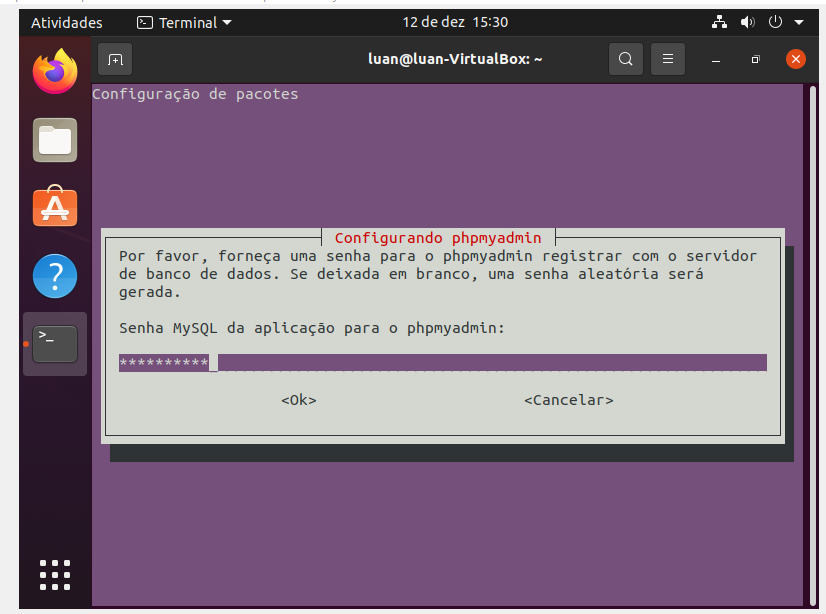 Atividades
Terminal
12 de dez 15:30
luan@luan-VirtualBox: ~
Configuração de pacotes
Configurando phpmyadmin
Por favor, forneça uma senha para o phpmyadmin registrar com o servidor
de banco de dados. Se deixada em branco, uma senha aleatória será
gerada.
Senha MySQL da aplicação para o phpmyadmin:
**********_
<Ok> <Cancelar>